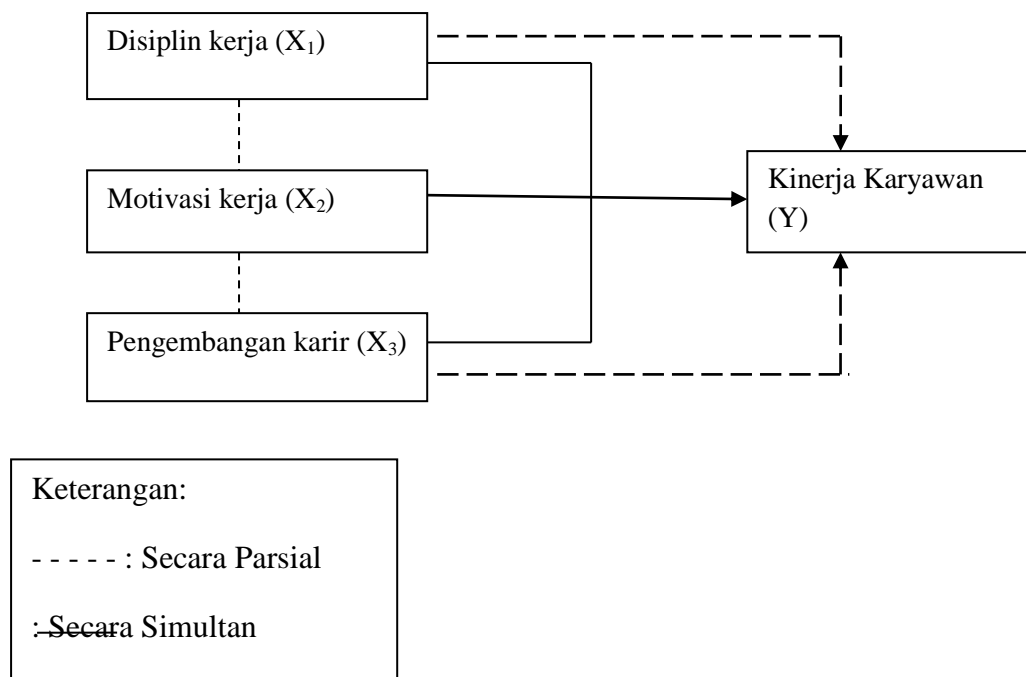 Disiplin kerja (X₁)
Motivasi kerja (X₂)
Kinerja Karyawan
(Y)
Pengembangan karir (X₃)
Keterangan:
- - - - - : Secara Parsial
: Secara Simultan